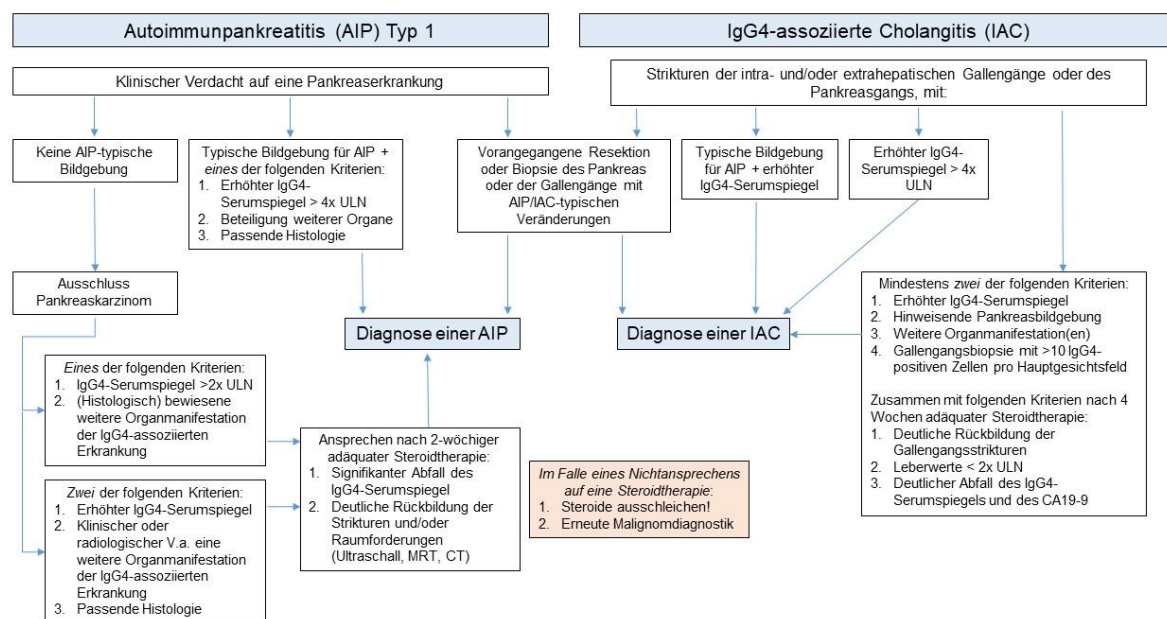 Autoimmunpankreatitis (AIP) Typ 1
IgG4-assoziierte Cholangitis (IAC)
Klinischer Verdacht auf eine Pankreaserkrankung
Strikturen der intra- und/oder extrahepatischen Gallengänge oder des
Pankreasgangs, mit:
Keine AIP-typische
Bildgebung
Typische Bildgebung für AIP +
eines der folgenden Kriterien:
1. Erhöhter IgG4-
Serumspiegel > 4x ULN
2. Beteiligung weiterer Organe
3. Passende Histologie
Vorangegangene Resektion
oder Biopsie des Pankreas
oder der Gallengänge mit
AIP/IAC-typischen
Veränderungen
Typische Bildgebung
für AIP + erhöhter
IgG4-Serumspiegel
Erhöhter IgG4-
Serumspiegel > 4x
ULN
Ausschluss
Pankreaskarzinom
Diagnose einer AIP
Diagnose einer IAC
Mindestens zwei der folgenden Kriterien:
1. Erhöhter IgG4-Serumspiegel
2. Hinweisende Pankreasbildgebung
3. Weitere Organmanifestation(en)
4. Gallengangsbiopsie mit >10 IgG4-
positiven Zellen pro Hauptgesichtsfeld
Zusammen mit folgenden Kriterien nach 4
Wochen adäquater Steroidtherapie:
1. Deutliche Rückbildung der
Gallengangsstrikturen
2. Leberwerte < 2x ULN
3. Deutlicher Abfall des IgG4-
Serumspiegels und des CA19-9
Eines der folgenden Kriterien:
1. IgG4-Serumspiegel >2x ULN
2. (Histologisch) bewiesene
weitere Organmanifestation
der IgG4-assoziierten
Erkrankung
Zwei der folgenden Kriterien:
1. Erhöhter IgG4-Serumspiegel
2. Klinischer oder
radiologischer V.a. eine
weitere Organmanifestation
der IgG4-assoziierten
Erkrankung
3. Passende Histologie
Ansprechen nach 2-wöchiger
adäquater Steroidtherapie:
1. Signifikanter Abfall des
IgG4-Serumspiegel
2. Deutliche Rückbildung der
Strikturen und/oder
Raumforderungen
(Ultraschall, MRT, CT)
Im Falle eines Nichtansprechens
auf eine Steroidtherapie:
1. Steroide ausschleichen!
2. Erneute Malignomdiagnostik